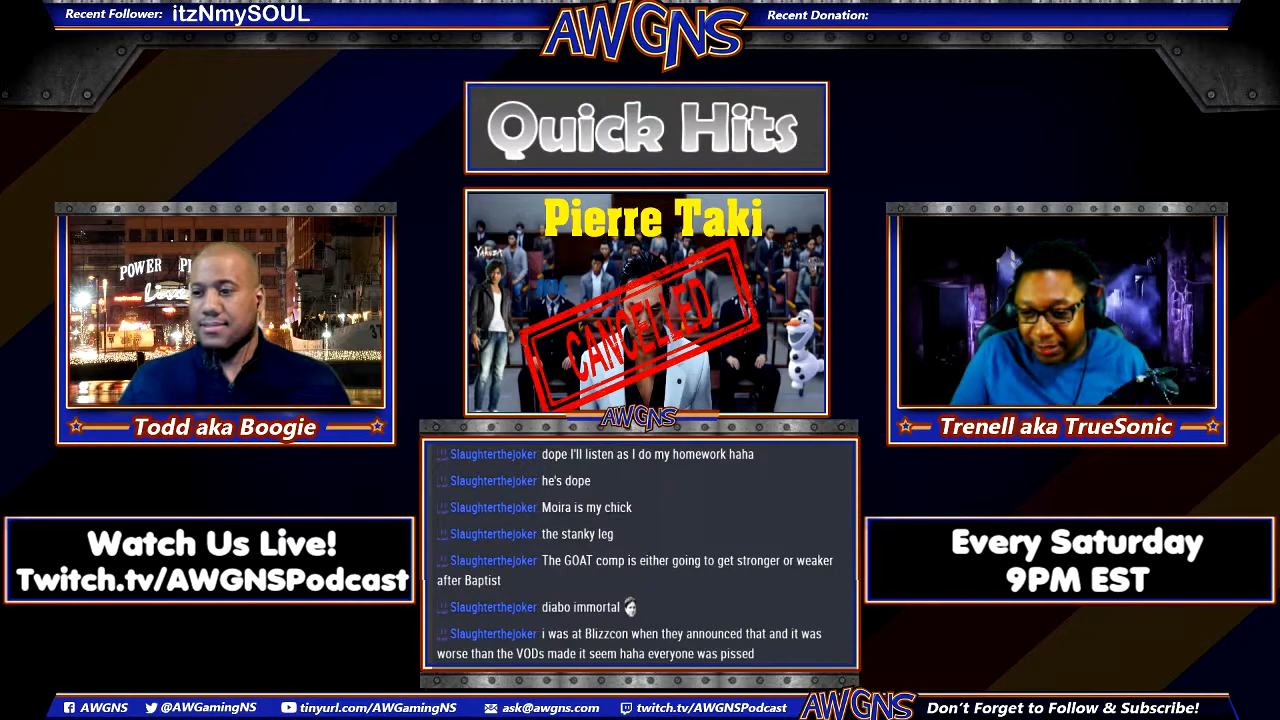 Recent Follower: itzNmySOUL
AWGNS
Recent Donation:
Quick Hits
Pierre Taki
Yakuza
CANCELLED
POWER
Live
37
AWGNS
Todd aka Boogie
Trenell aka TrueSonic
Slaughterthejoker dope I'll listen as I do my homework haha
Slaughterthejoker he's dope
Slaughterthejoker Moira is my chick
Slaughterthejoker the stanky leg
Slaughterthejoker The GOAT comp is either going to get stronger or weaker
after Baptist
Slaughterthejoker diabo immortal
Slaughterthejoker i was at Blizzcon when they announced that and it was
worse than the VODs made it seem haha everyone was pissed
Watch Us Live!
Twitch.tv/AWGNSPodcast
Every Saturday
9PM EST
AWGNS @AWGamingNS tinyurl.com/AWGamingNS ask@awgns.com twitch.tv/AWGNSPodcast
AWGNS
Don't Forget to Follow & Subscribe!